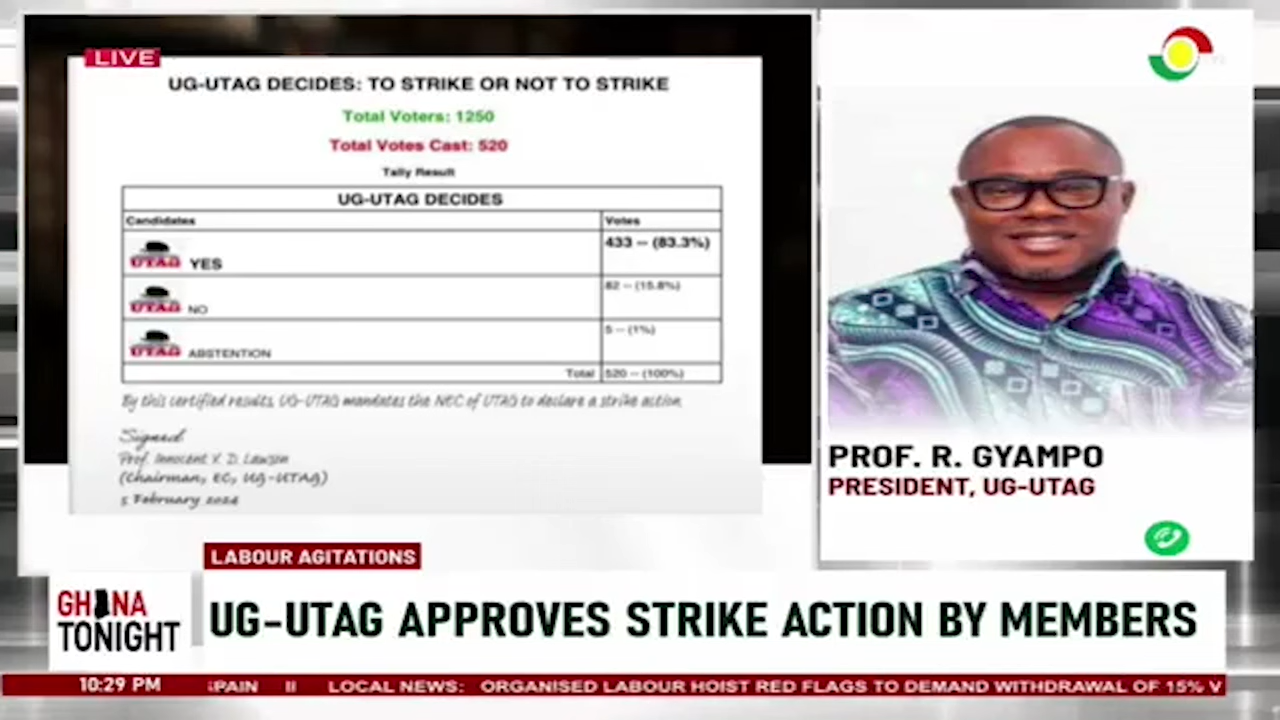 LIVE
UG-UTAG DECIDES: TO STRIKE OR NOT TO STRIKE
Total Voters: 1250
Total Votes Cast: 520
Tally Result
UG-UTAG DECIDES
Candidates Votes
UTAG YES 433 -- (83.3%)
UTAG NO 82 -- (15.8%)
UTAG ABSTENTION 5 -- (1%)
Total 520 -- (100%)
By this certified results, UG-UTAG mandates the NEC of UTAG to declare a strike action
Signed
Prof. Innocent Y. D. Lawson
(Chairman, EC, UG-UTAG)
5 February 2024
PROF. R. GYAMPO
PRESIDENT, UG-UTAG
LABOUR AGITATIONS
GHANA TONIGHT
UG-UTAG APPROVES STRIKE ACTION BY MEMBERS
10:29 PM PAIN II LOCAL NEWS: ORGANISED LABOUR HOIST RED FLAGS TO DEMAND WITHDRAWAL OF 15% V